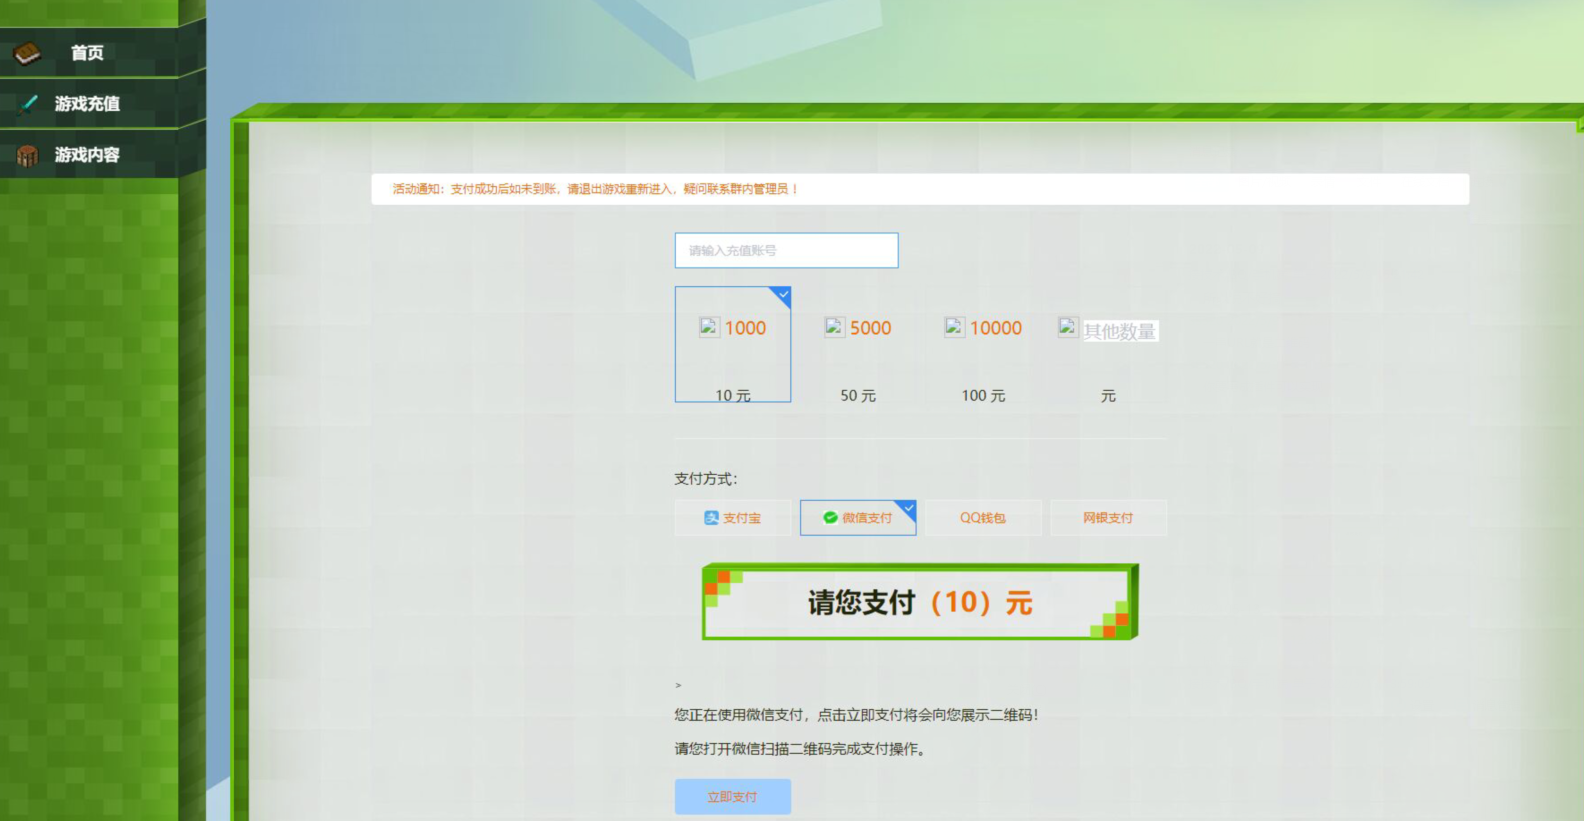 首页
游戏充值
游戏内容
活动通知：支付成功后如未到账，请退出游戏重新进入，疑问联系群内管理员！
请输入充值账号
1000 5000 10000 其他数量
10 元 50 元 100 元 元
支付方式：
支付宝 微信支付 QQ钱包 网银支付
请您支付（10）元
>
您正在使用微信支付，点击立即支付将会向您展示二维码！
请您打开微信扫描二维码完成支付操作。
立即支付